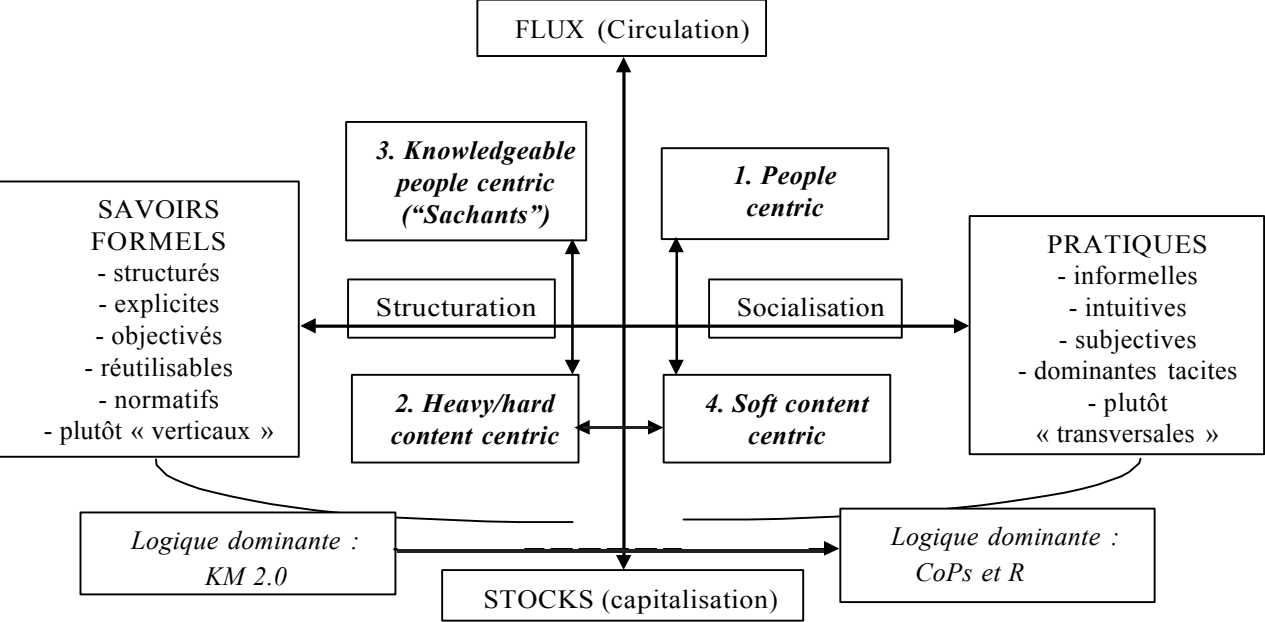 FLUX (Circulation)
3. Knowledgeable
people centric
(“Sachants”)
1. People
centric
SAVOIRS
FORMELS
- structurés
- explicites
- objectivés
- réutilisables
- normatifs
- plutôt « verticaux »
Structuration
Socialisation
PRATIQUES
- informelles
- intuitives
- subjectives
- dominantes tacites
- plutôt
« transversales »
2. Heavy/hard
content centric
4. Soft content
centric
Logique dominante :
KM 2.0
Logique dominante :
CoPs et R
STOCKS (capitalisation)